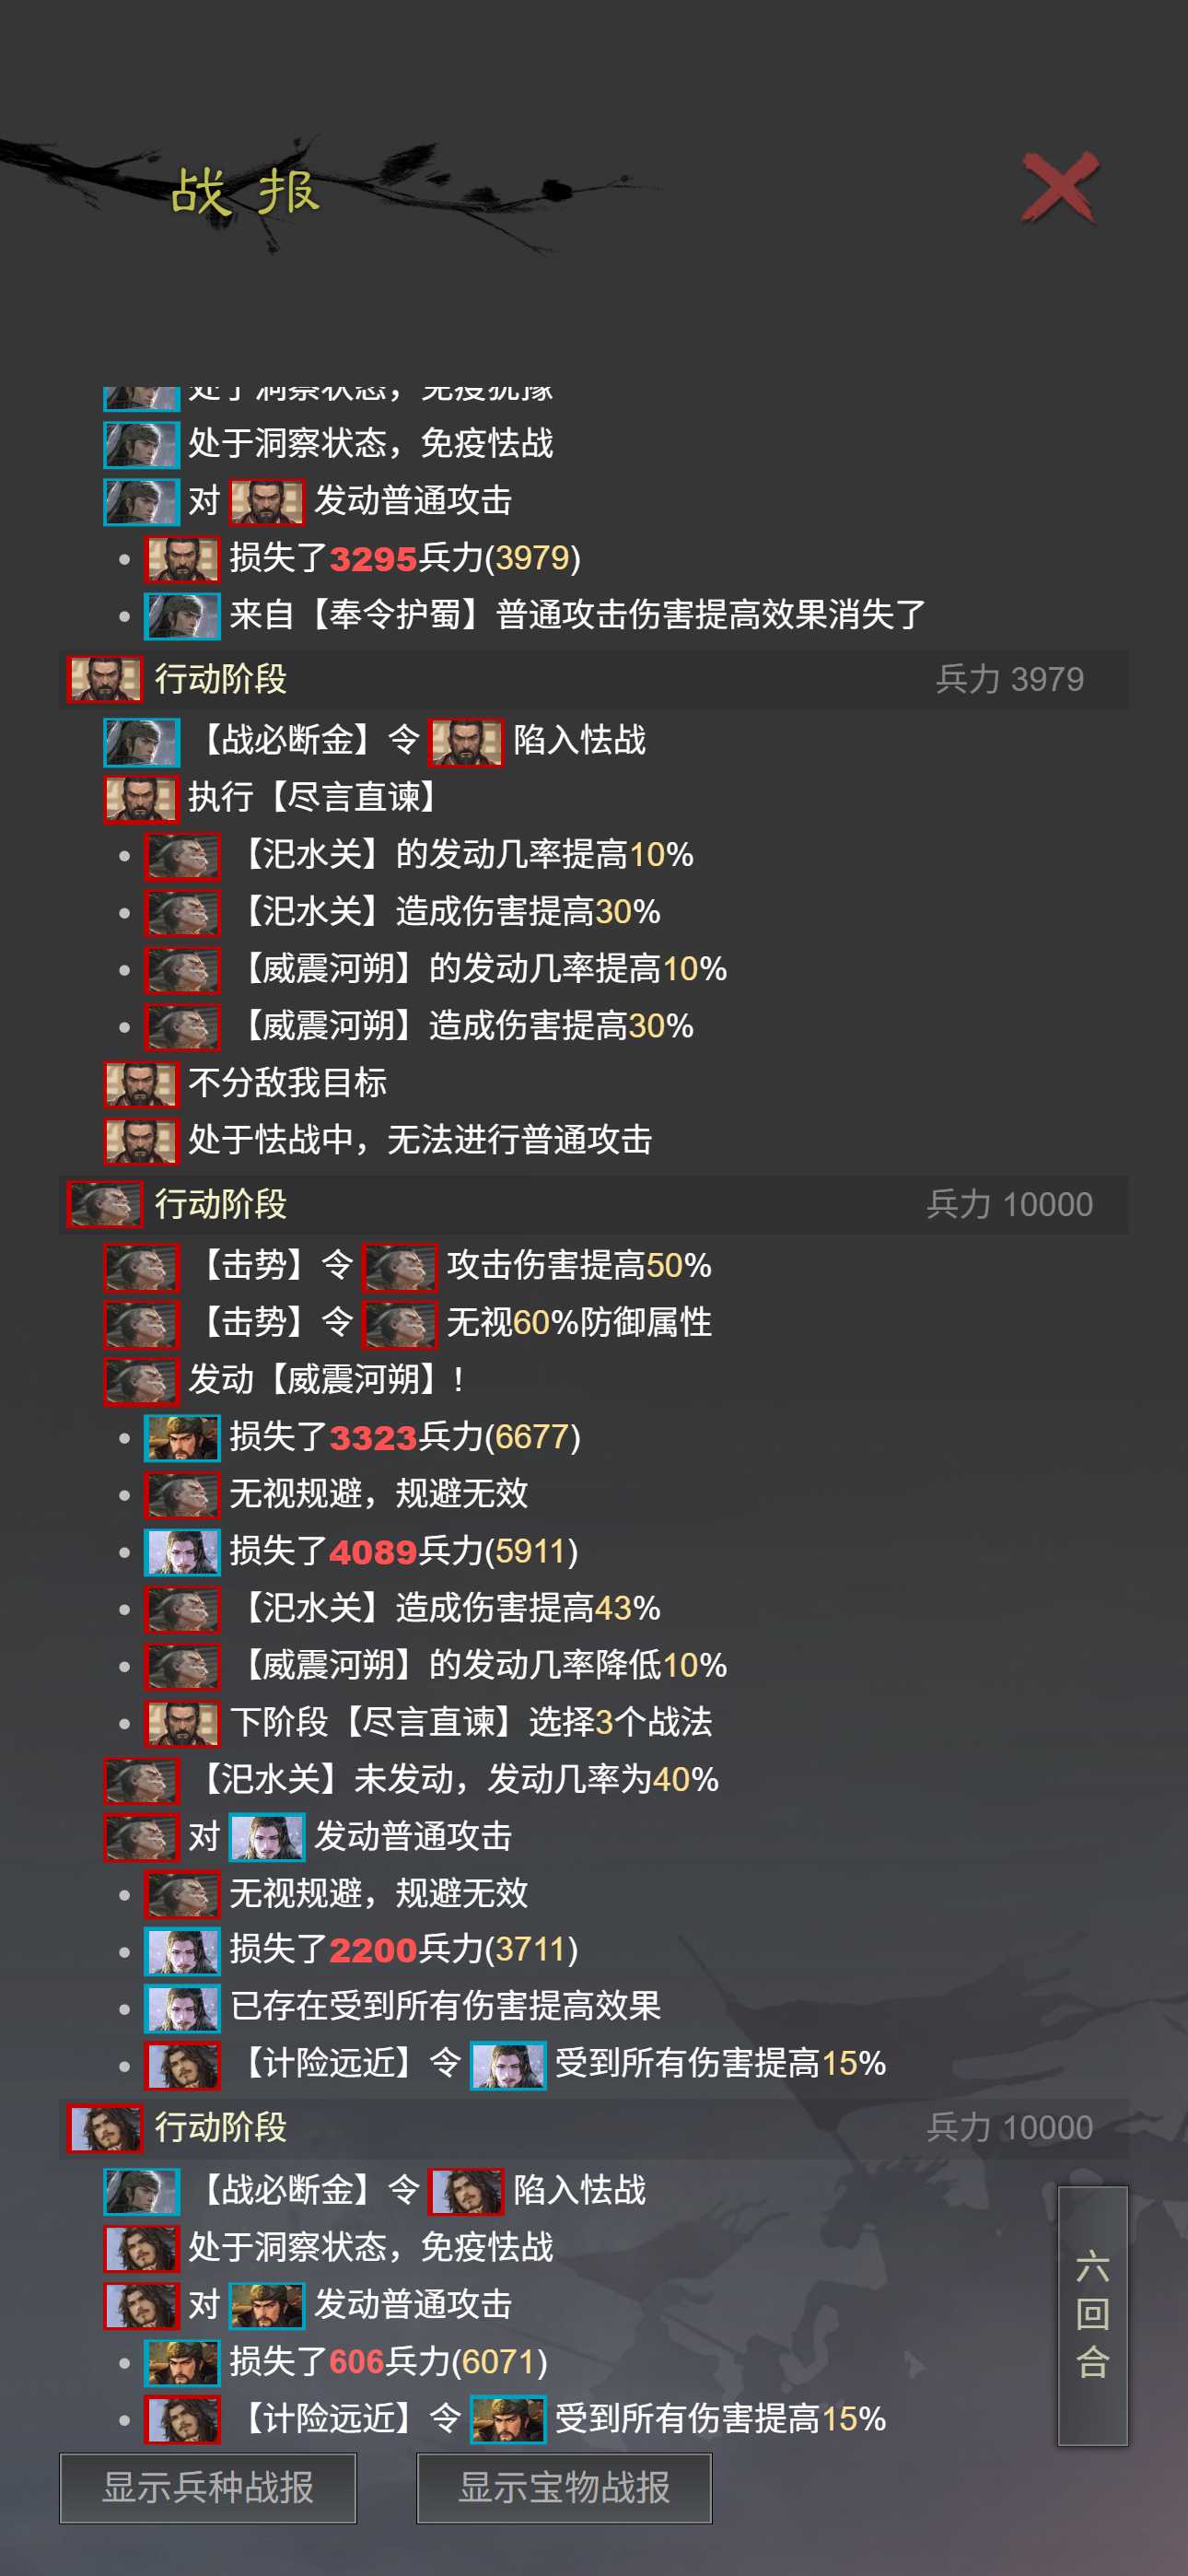 战报
处于洞察状态，免疫犹豫
处于洞察状态，免疫怯战
对 发动普通攻击
损失了3295兵力(3979)
来自【奉令护蜀】普通攻击伤害提高效果消失了
行动阶段 兵力 3979
【战必断金】令 陷入怯战
执行【尽言直谏】
【汜水关】的发动几率提高10%
【汜水关】造成伤害提高30%
【威震河朔】的发动几率提高10%
【威震河朔】造成伤害提高30%
不分敌我目标
处于怯战中，无法进行普通攻击
行动阶段 兵力 10000
【击势】令 攻击伤害提高50%
【击势】令 无视60%防御属性
发动【威震河朔】!
损失了3323兵力(6677)
无视规避，规避无效
损失了4089兵力(5911)
【汜水关】造成伤害提高43%
【威震河朔】的发动几率降低10%
下阶段【尽言直谏】选择3个战法
【汜水关】未发动，发动几率为40%
对 发动普通攻击
无视规避，规避无效
损失了2200兵力(3711)
已存在受到所有伤害提高效果
【计险远近】令 受到所有伤害提高15%
行动阶段 兵力 10000
【战必断金】令 陷入怯战
处于洞察状态，免疫怯战
对 发动普通攻击
损失了606兵力(6071)
【计险远近】令 受到所有伤害提高15%
六回合
显示兵种战报 显示宝物战报